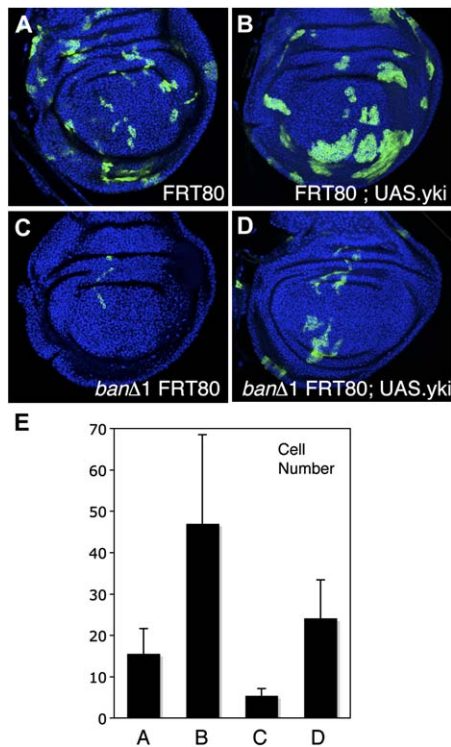 A
FRT80
B
FRT80 ; UAS.yki
C
banΔ1 FRT80
D
banΔ1 FRT80; UAS.yki
E
Cell
Number
70
60
50
40
30
20
10
0
A B C D